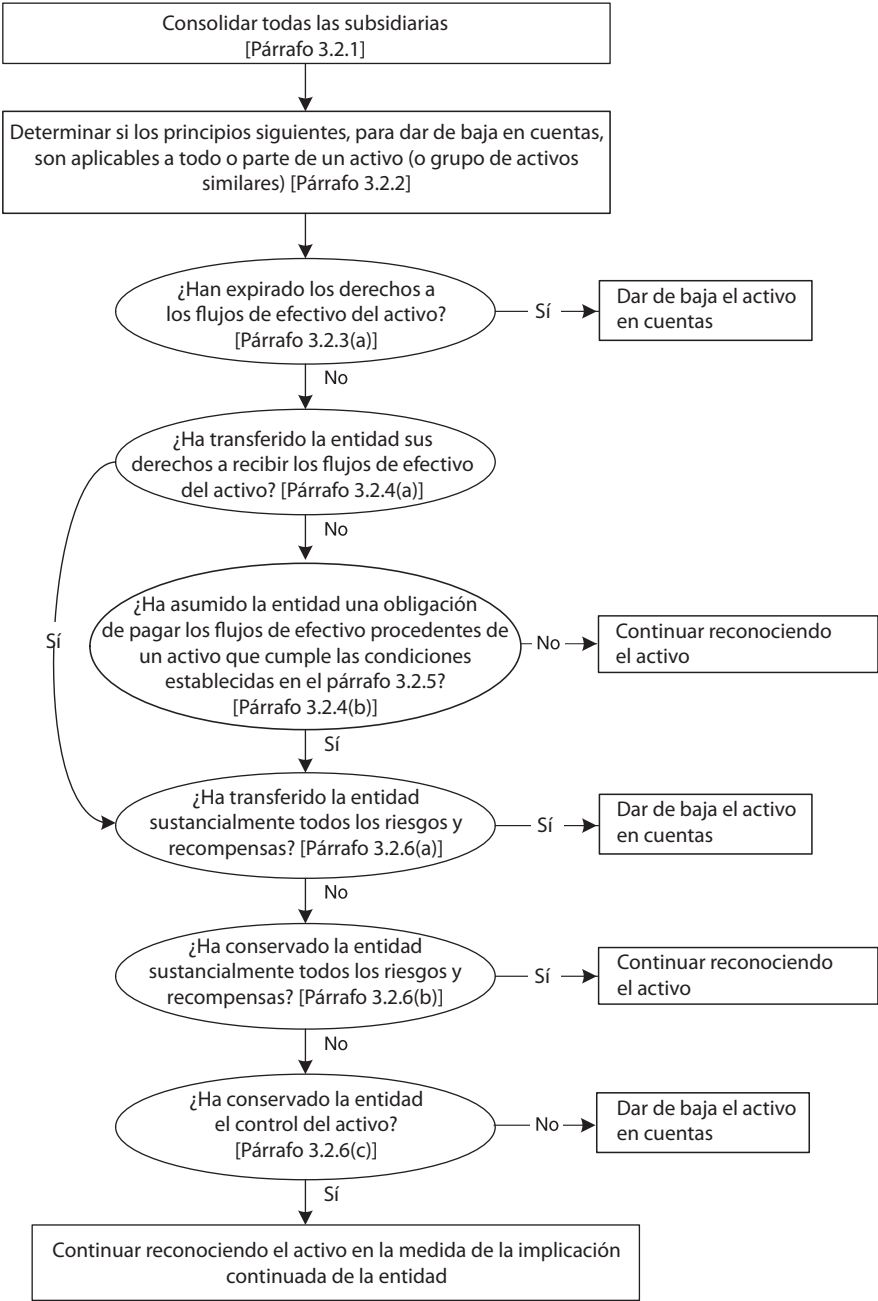 Consolidar todas las subsidiarias
[Párrafo 3.2.1]
Determinar si los principios siguientes, para dar de baja en cuentas,
son aplicables a todo o parte de un activo (o grupo de activos
similares) [Párrafo 3.2.2]
¿Han expirado los derechos a
los flujos de efectivo del activo?
[Párrafo 3.2.3(a)]
Sí
Dar de baja el activo
en cuentas
No
¿Ha transferido la entidad sus
derechos a recibir los flujos de efectivo
del activo? [Párrafo 3.2.4(a)]
No
Sí
¿Ha asumido la entidad una obligación
de pagar los flujos de efectivo procedentes de
un activo que cumple las condiciones
establecidas en el párrafo 3.2.5?
[Párrafo 3.2.4(b)]
No
Continuar reconociendo
el activo
Sí
¿Ha transferido la entidad
sustancialmente todos los riesgos y
recompensas? [Párrafo 3.2.6(a)]
Sí
Dar de baja el activo
en cuentas
No
¿Ha conservado la entidad
sustancialmente todos los riesgos y
recompensas? [Párrafo 3.2.6(b)]
Sí
Continuar reconociendo
el activo
No
¿Ha conservado la entidad
el control del activo?
[Párrafo 3.2.6(c)]
No
Dar de baja el activo
en cuentas
Sí
Continuar reconociendo el activo en la medida de la implicación
continuada de la entidad